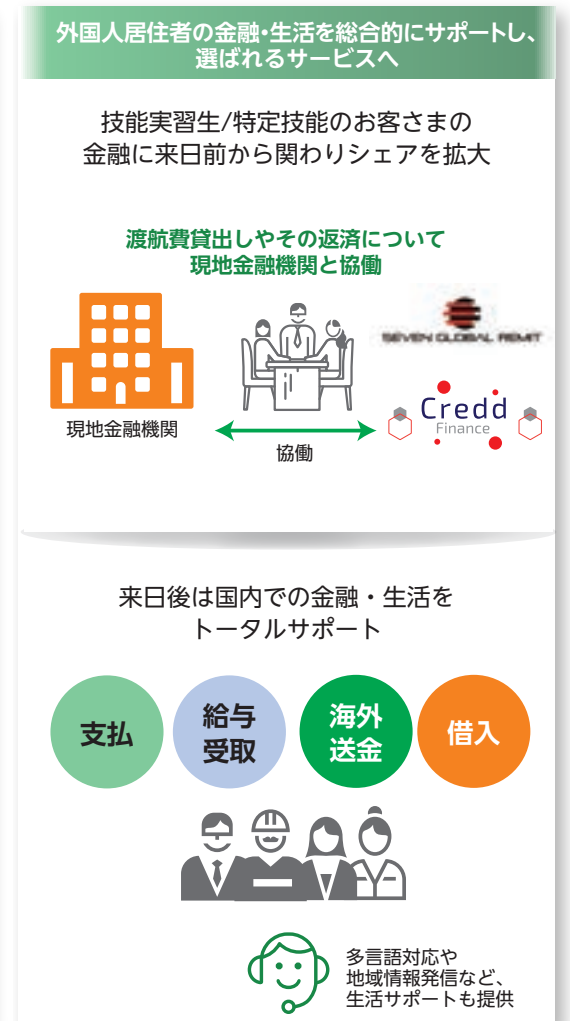 外国人居住者の金融・生活を総合的にサポートし、
選ばれるサービスへ
技能実習生/特定技能のお客さまの
金融に来日前から関わりシェアを拡大
渡航費貸出しやその返済について
現地金融機関と協働
SEVEN GLOBAL REMIT
Credd
Finance
現地金融機関
協働
来日後は国内での金融・生活を
トータルサポート
支払
給与
受取
海外
送金
借入
多言語対応や
地域情報発信など、
生活サポートも提供